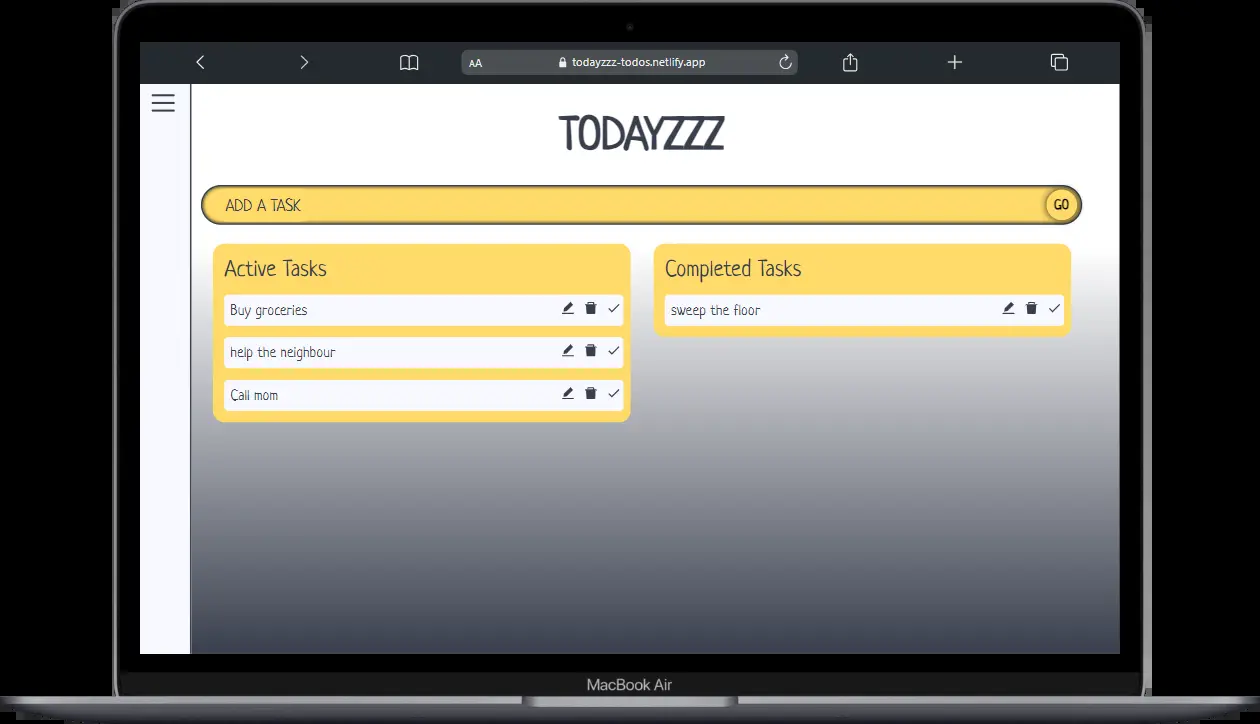 AA
todayzzz-todos.netlify.app
TODAYZZZ
ADD A TASK
GO
Active Tasks
Buy groceries
help the neighbour
Call mom
Completed Tasks
sweep the floor
MacBook Air